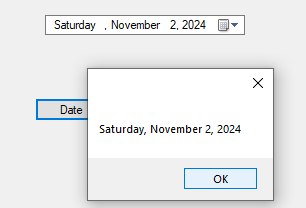 Saturday , November 2, 2024
Date
Saturday, November 2, 2024
OK